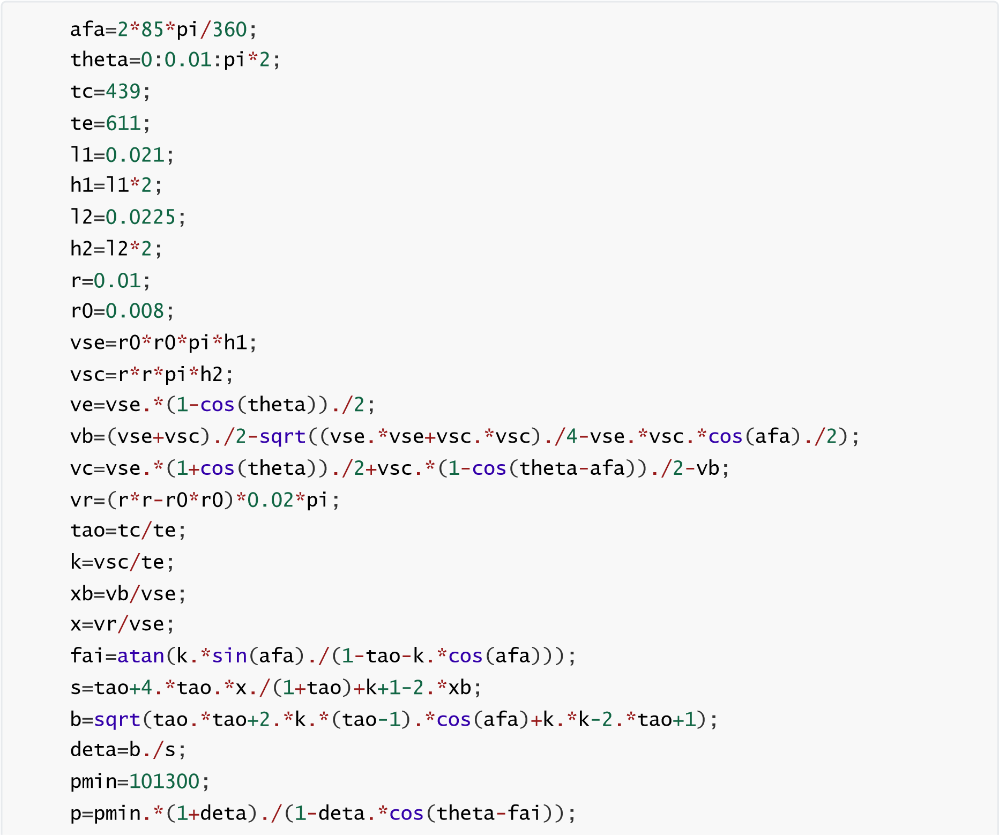 afa=2*85*pi/360;
theta=0:0.01:pi*2;
tc=439;
te=611;
l1=0.021;
h1=l1*2;
l2=0.0225;
h2=l2*2;
r=0.01;
r0=0.008;
vse=r0*r0*pi*h1;
vsc=r*r*pi*h2;
ve=vse.*(1-cos(theta))./2;
vb=(vse+vsc)./2-sqrt((vse.*vse+vsc.*vsc)./4-vse.*vsc.*cos(afa)./2);
vc=vse.*(1+cos(theta))./2+vsc.*(1-cos(theta-afa))./2-vb;
vr=(r*r-r0*r0)*0.02*pi;
tao=tc/te;
k=vsc/te;
xb=vb/vse;
x=vr/vse;
fai=atan(k.*sin(afa)./(1-tao-k.*cos(afa)));
s=tao+4.*tao.*x./(1+tao)+k+1-2.*xb;
b=sqrt(tao.*tao+2.*k.*(tao-1).*cos(afa)+k.*k-2.*tao+1);
deta=b./s;
pmin=101300;
p=pmin.*(1+deta)./(1-deta.*cos(theta-fai));